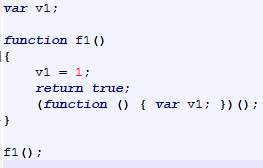 var v1;
function f1()
{
v1 = 1;
return true;
(function () { var v1; })();
}
f1();